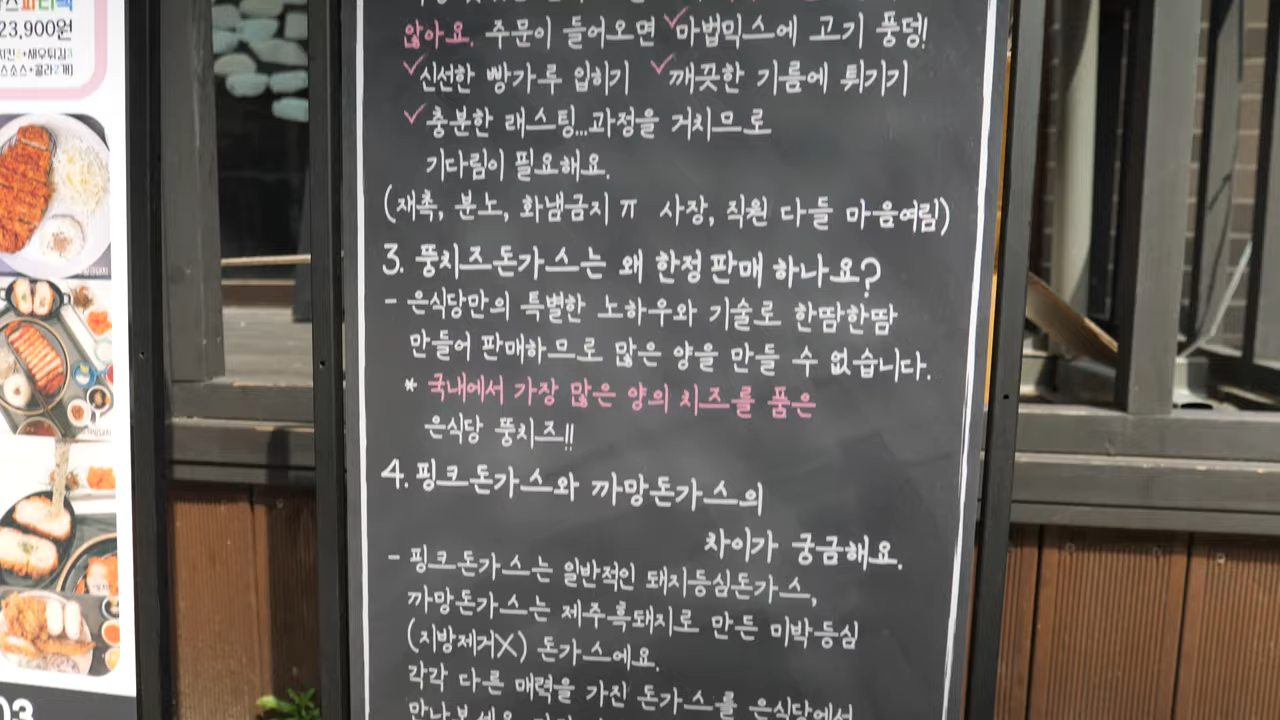 23,900원
않아요. 주문이 들어오면 ✓마법믹스에 고기 풍덩!
✓신선한 빵가루 입히기 ✓깨끗한 기름에 튀기기
✓충분한 래스팅...과정을 거치므로
기다림이 필요해요.
(재촉, 분노, 화냄금지 ㅠ 사장, 직원 다들 마음여림)
3. 뚱치즈돈가스는 왜 한정판매 하나요?
- 은식당만의 특별한 노하우와 기술로 한땀한땀
만들어 판매하므로 많은 양을 만들 수 없습니다.
* 국내에서 가장 많은 양의 치즈를 품은
은식당 뚱치즈!!
4. 핑크돈가스와 까망돈가스의
차이가 궁금해요.
- 핑크돈가스는 일반적인 돼지등심돈가스,
까망돈가스는 제주흑돼지로 만든 미박등심
(지방제거X) 돈가스에요.
각각 다른 매력을 가진 돈가스를 은식당에서
03